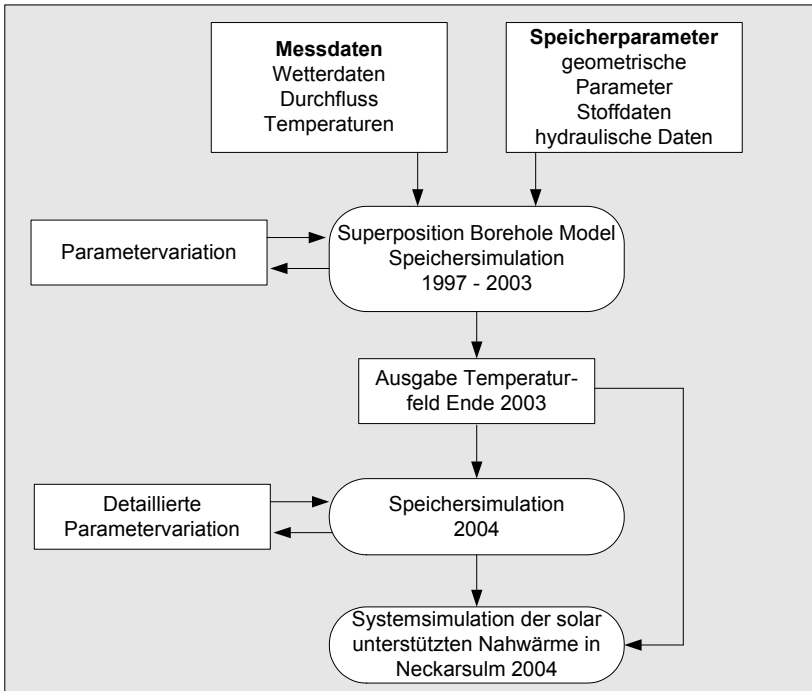 Messdaten
Wetterdaten
Durchfluss
Temperaturen
Speicherparameter
geometrische
Parameter
Stoffdaten
hydraulische Daten
Parametervariation
Superposition Borehole Model
Speichersimulation
1997 - 2003
Ausgabe Temperatur-
feld Ende 2003
Detaillierte
Parametervariation
Speichersimulation
2004
Systemsimulation der solar
unterstützten Nahwärme in
Neckarsulm 2004